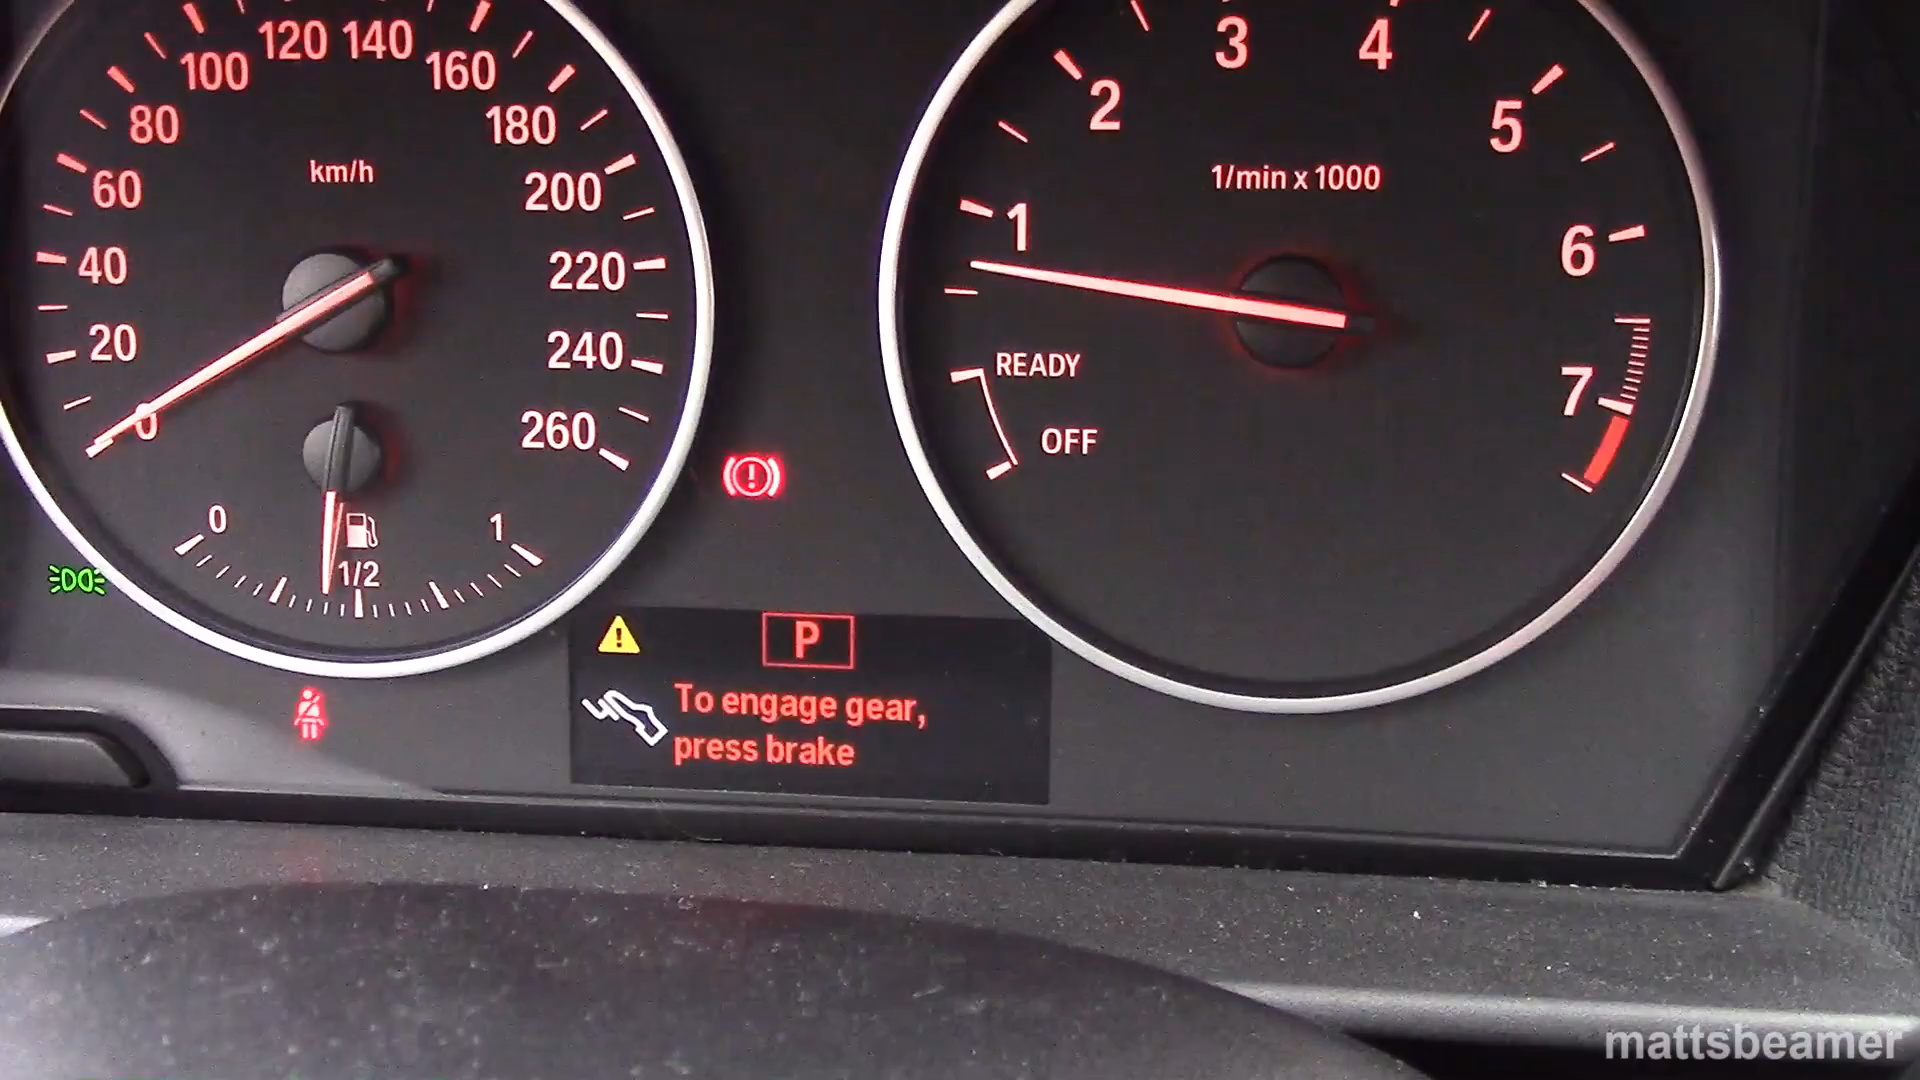 120 140
100
160
80
180
km/h
60
200
40
220
20
240
0
260
0
1
1/2
3
4
2
5
1/min x 1000
1
6
READY
7
OFF
P
To engage gear,
press brake
mattsbeamer